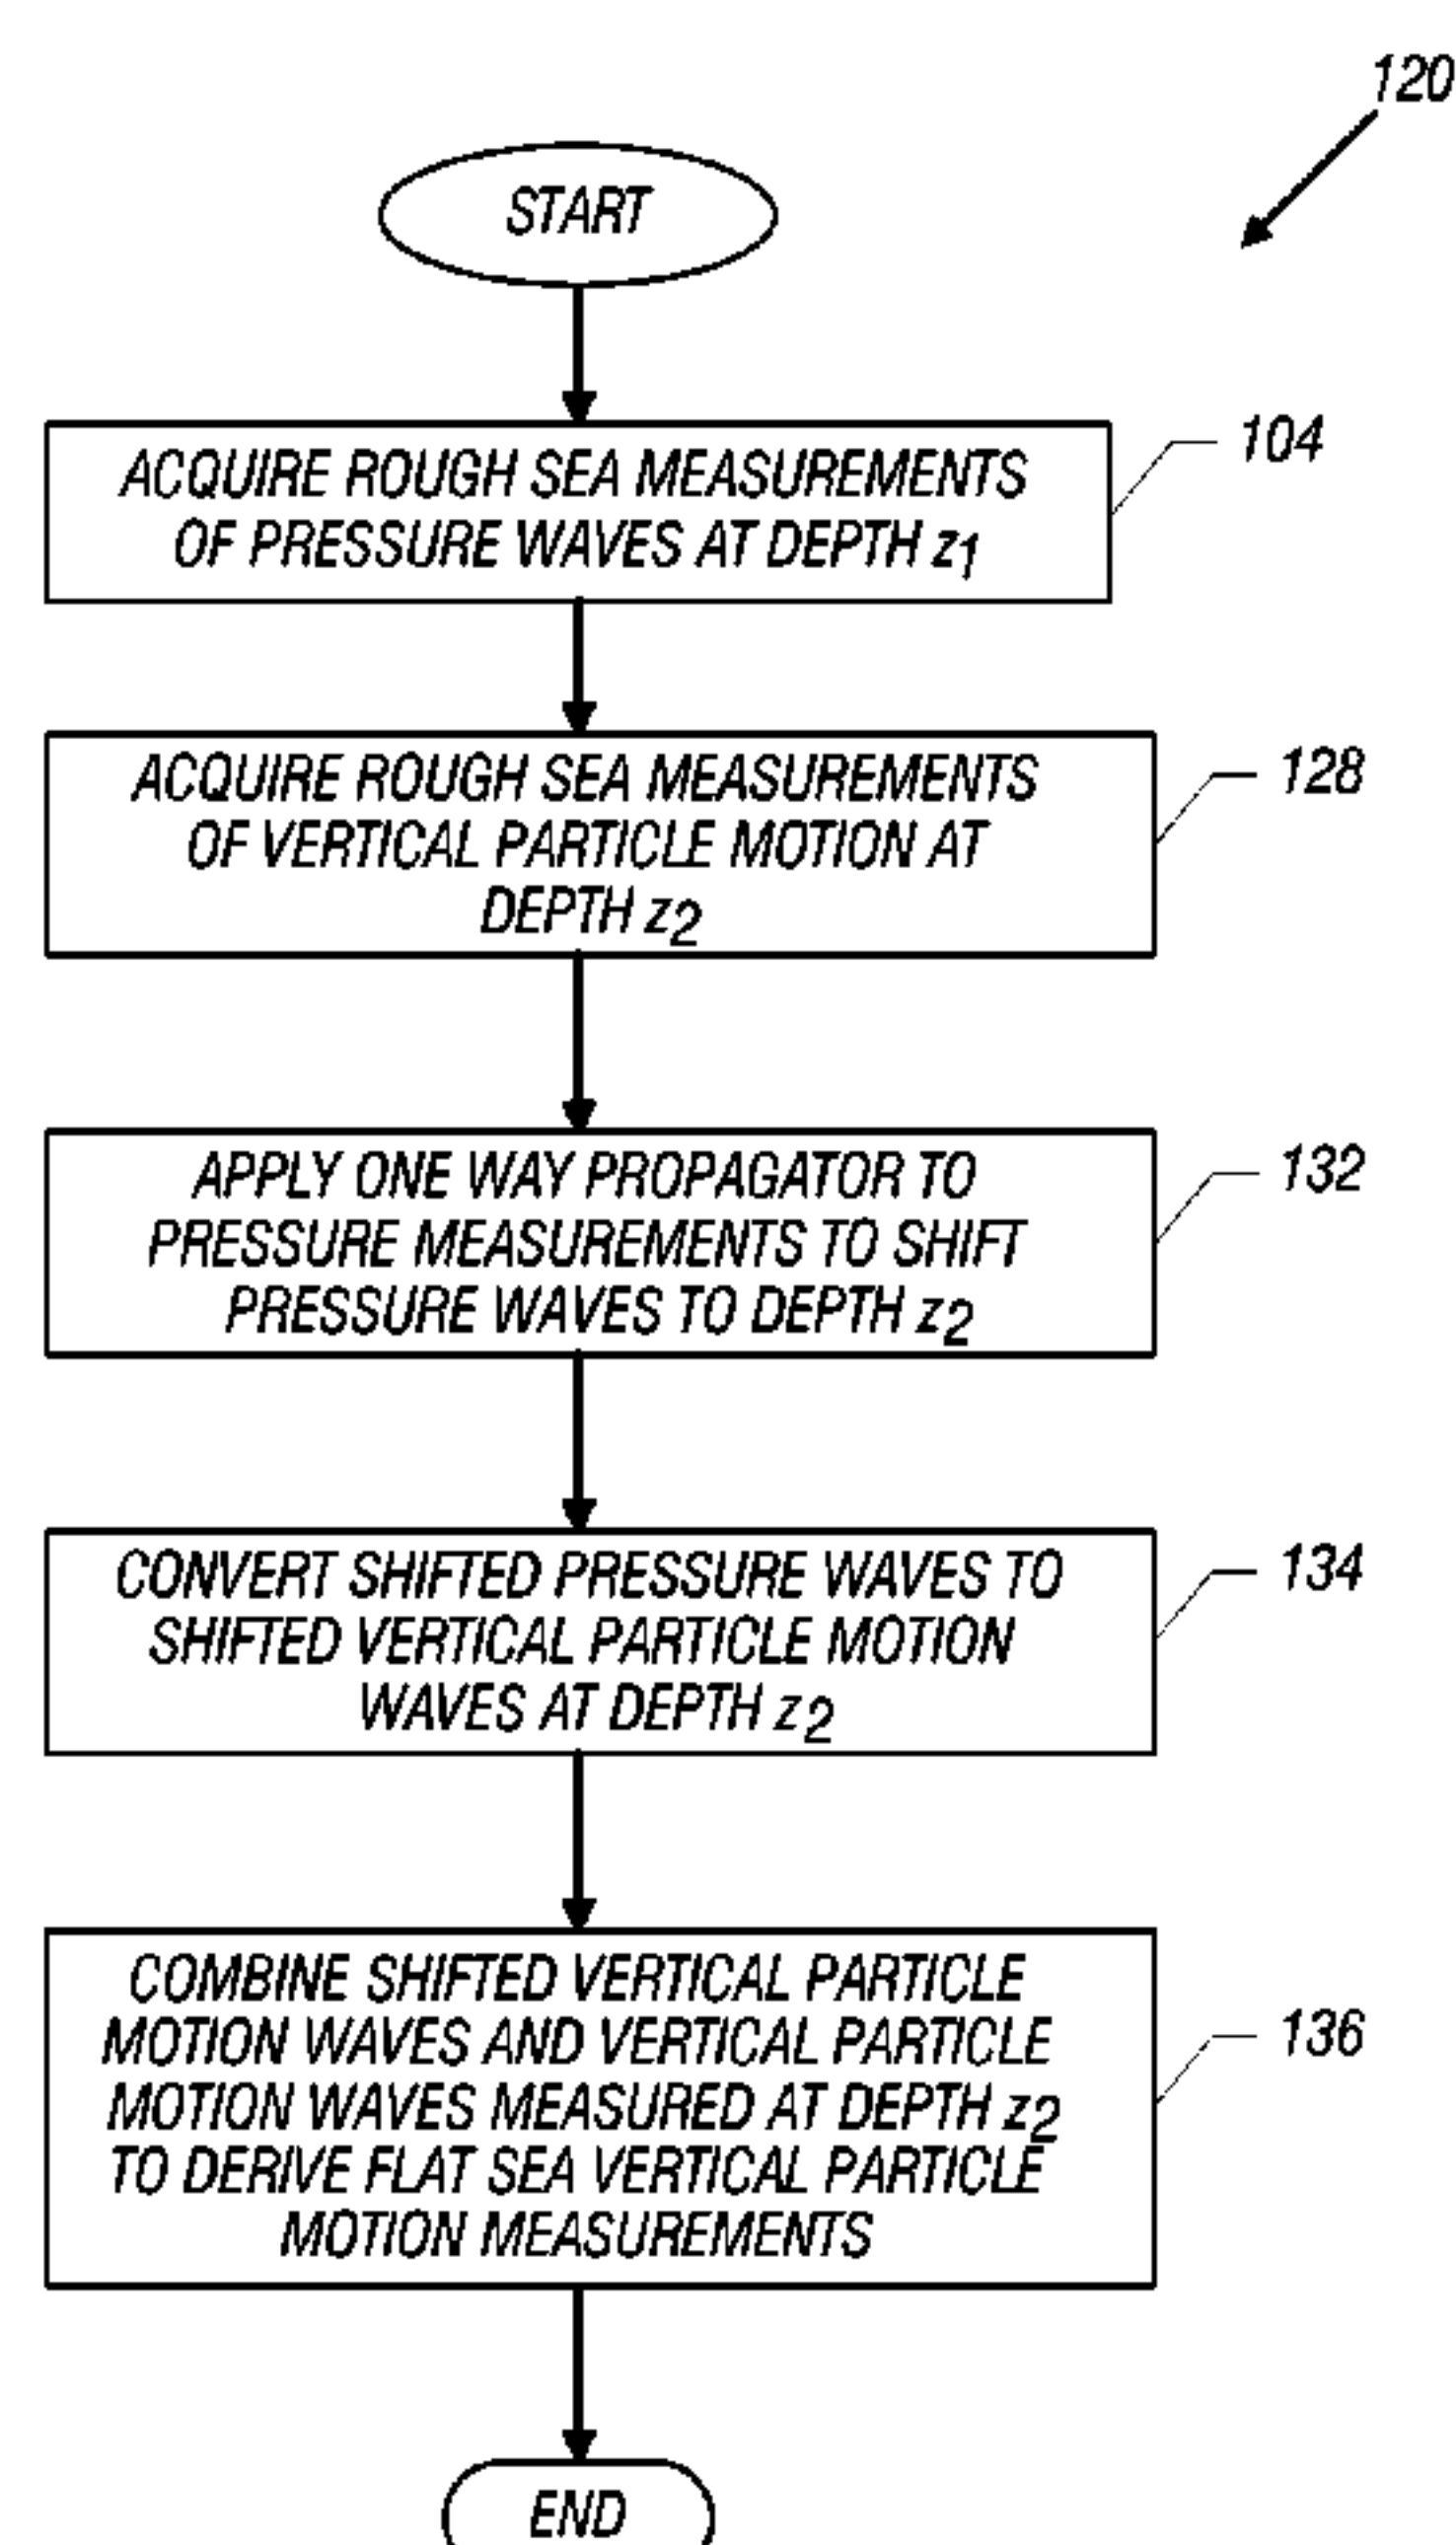 120
START
ACQUIRE ROUGH SEA MEASUREMENTS
OF PRESSURE WAVES AT DEPTH z1
104
ACQUIRE ROUGH SEA MEASUREMENTS
OF VERTICAL PARTICLE MOTION AT
DEPTH z2
128
APPLY ONE WAY PROPAGATOR TO
PRESSURE MEASUREMENTS TO SHIFT
PRESSURE WAVES TO DEPTH z2
132
CONVERT SHIFTED PRESSURE WAVES TO
SHIFTED VERTICAL PARTICLE MOTION
WAVES AT DEPTH z2
134
COMBINE SHIFTED VERTICAL PARTICLE
MOTION WAVES AND VERTICAL PARTICLE
MOTION WAVES MEASURED AT DEPTH z2
TO DERIVE FLAT SEA VERTICAL PARTICLE
MOTION MEASUREMENTS
136
END